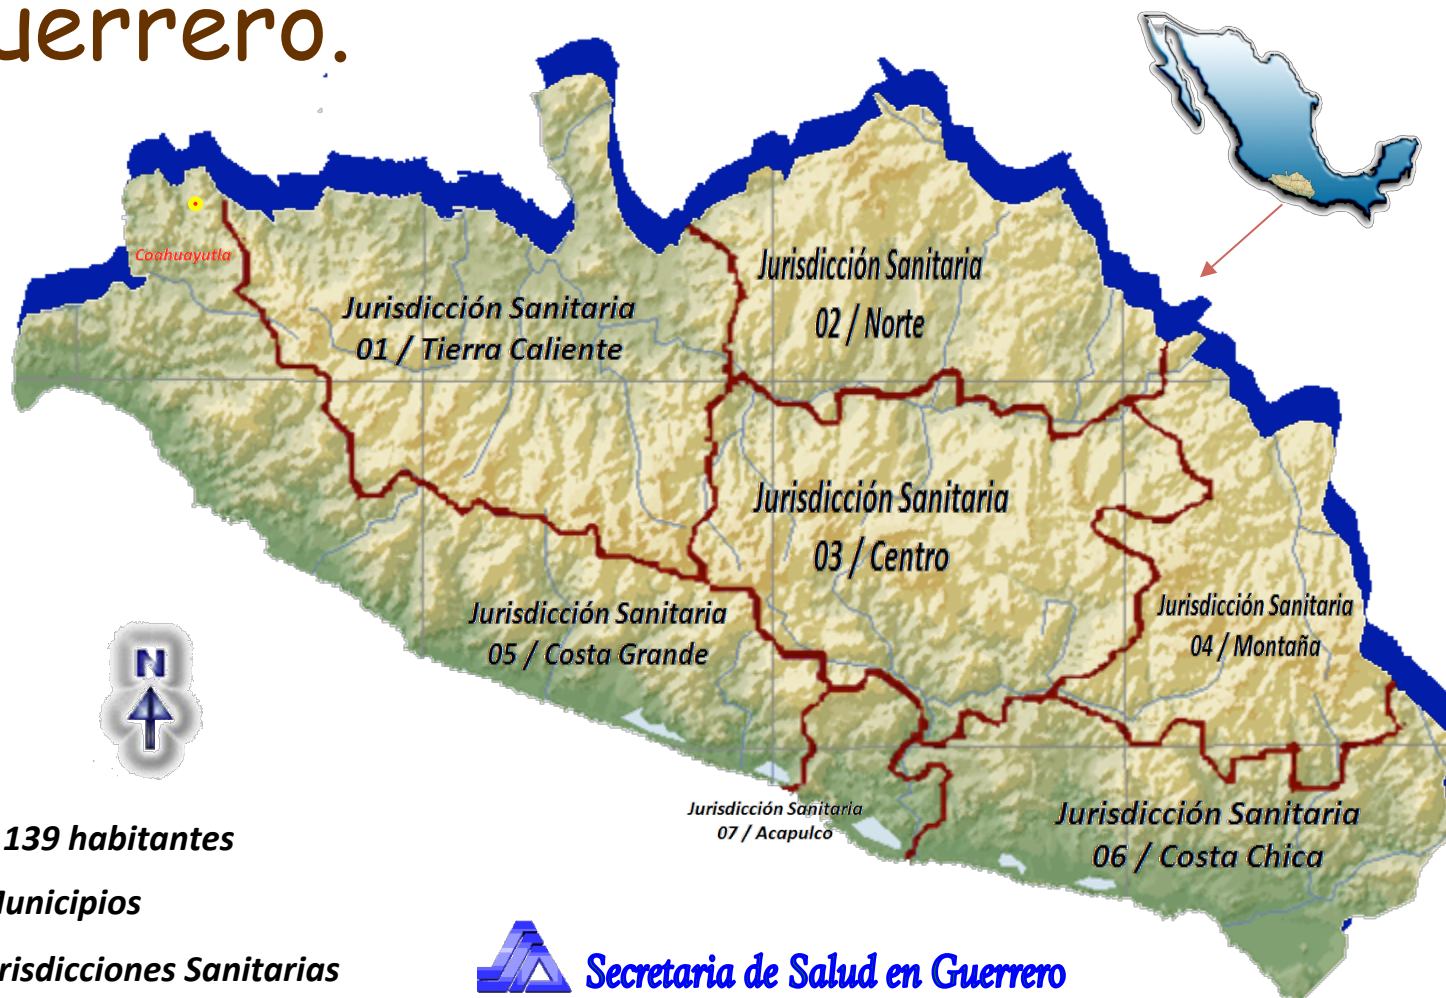 uerrero.
Coahuayutla
Jurisdicción Sanitaria
01 / Tierra Caliente
Jurisdicción Sanitaria
02 / Norte
Jurisdicción Sanitaria
03 / Centro
Jurisdicción Sanitaria
04 / Montaña
Jurisdicción Sanitaria
05 / Costa Grande
Jurisdicción Sanitaria
07 / Acapulco
Jurisdicción Sanitaria
06 / Costa Chica
N
139 habitantes
Municipios
risdicciones Sanitarias
Secretaria de Salud en Guerrero